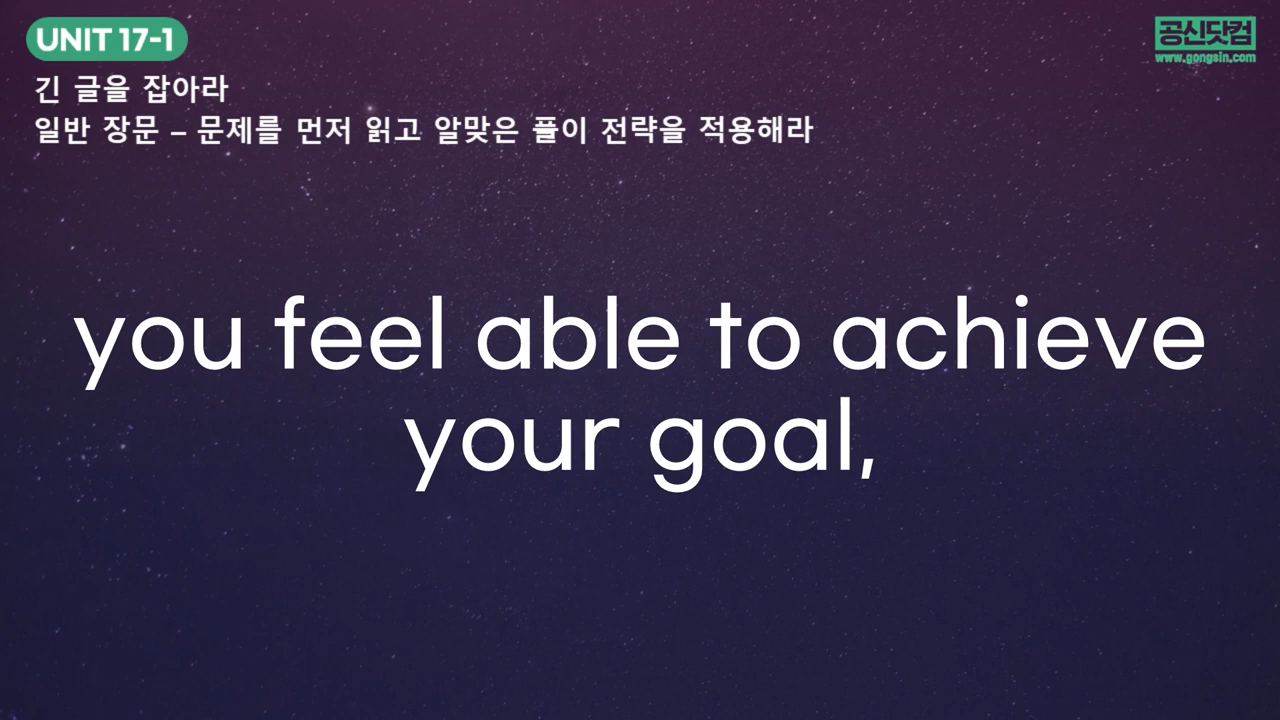 UNIT 17-1
긴 글을 잡아라
일반 장문 – 문제를 먼저 읽고 알맞은 풀이 전략을 적용해라
공신닷컴
www.gongsin.com
you feel able to achieve
your goal,